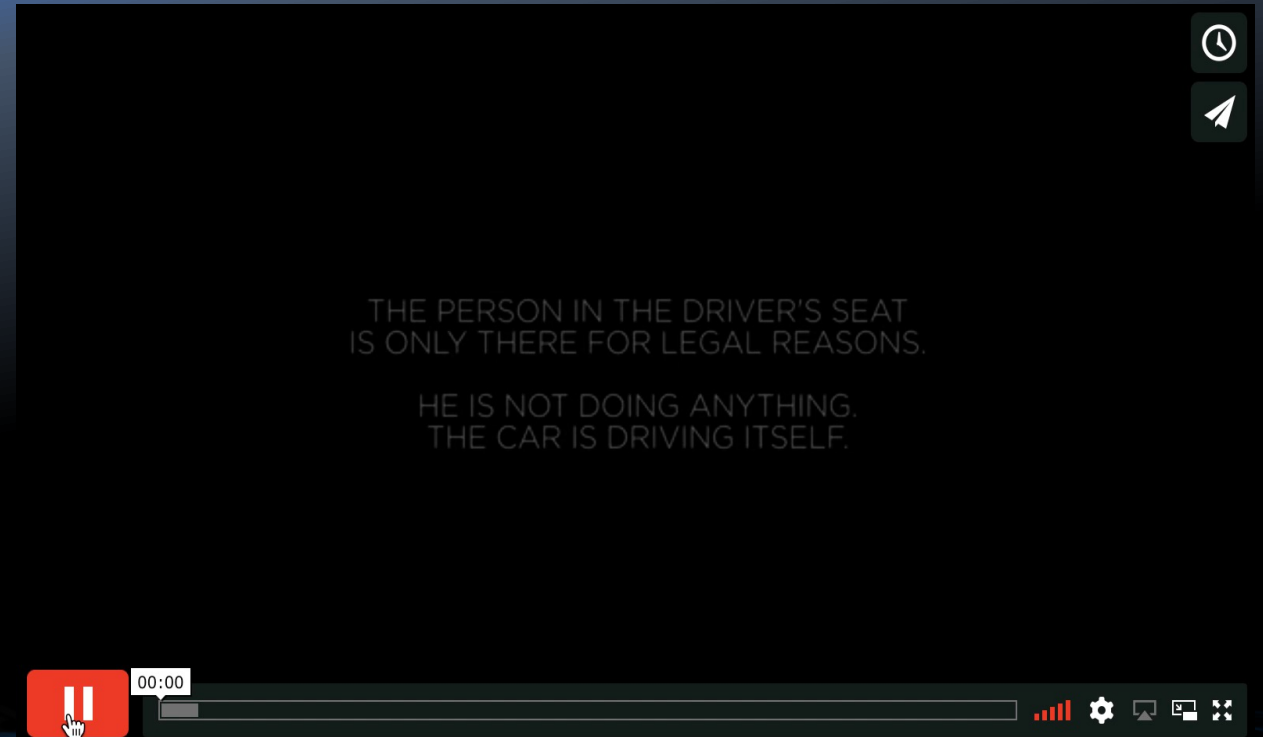 THE PERSON IN THE DRIVER'S SEAT
IS ONLY THERE FOR LEGAL REASONS.
HE IS NOT DOING ANYTHING.
THE CAR IS DRIVING ITSELF.
00:00